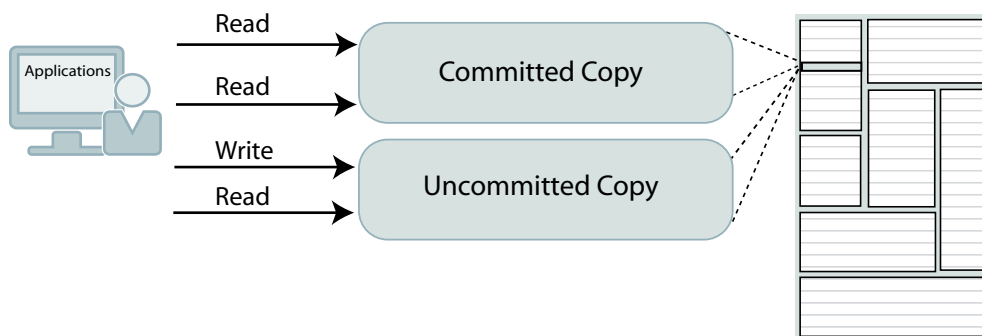 Read
Applications
Committed Copy
Read
Write
Uncommitted Copy
Read